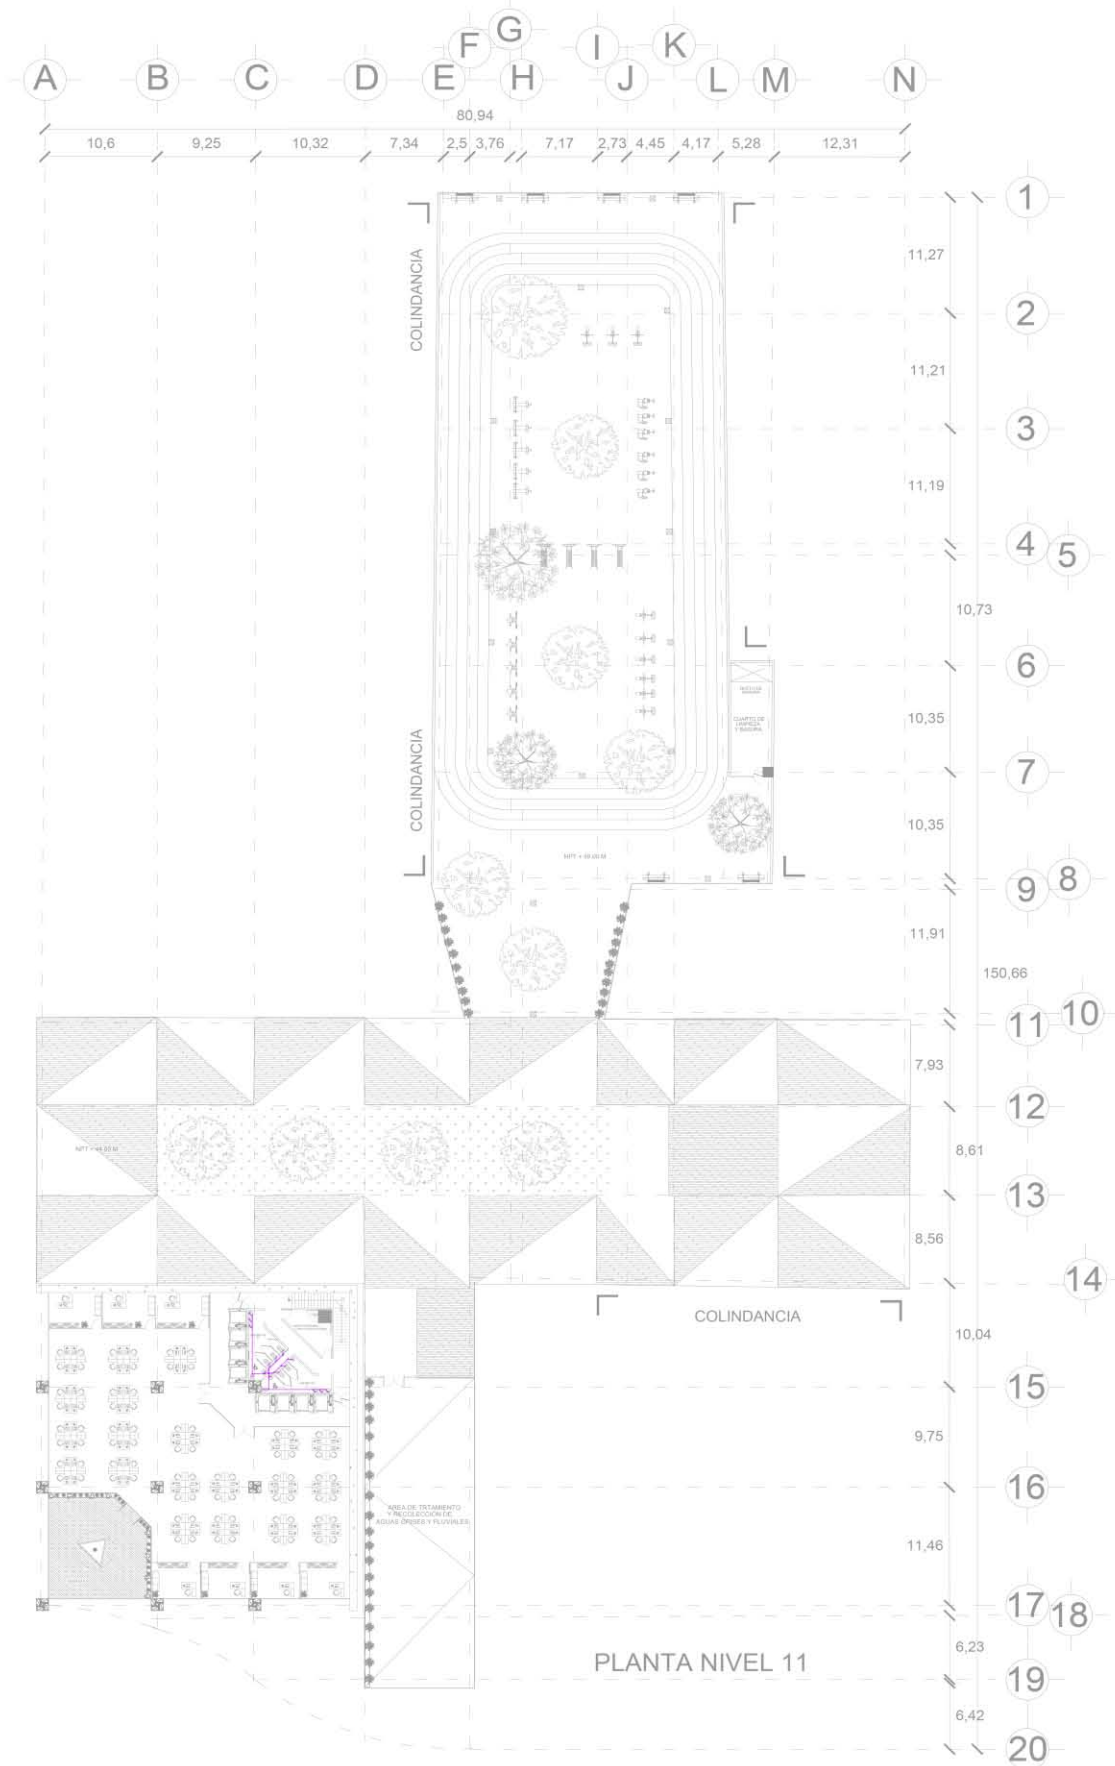 G
F I K
A B C D E H J L M N
80,94
10,6 9,25 10,32 7,34 2,5 3,76 7,17 2,73 4,45 4,17 5,28 12,31
1
COLINDANCIA
11,27
2
11,21
3
11,19
4
5
10,73
6
CUARTO DE
LIMPIEZA
Y BASURA
10,35
7
COLINDANCIA
10,35
8
9
11,91
150,66
10
11
7,93
12
8,61
13
8,56
14
COLINDANCIA
10,04
15
9,75
16
AREA DE TRTAMIENTO
Y RECOLECCIÓN DE
AGUAS GRISES Y PLUVIALES
11,46
17
18
PLANTA NIVEL 11
6,23
19
6,42
20